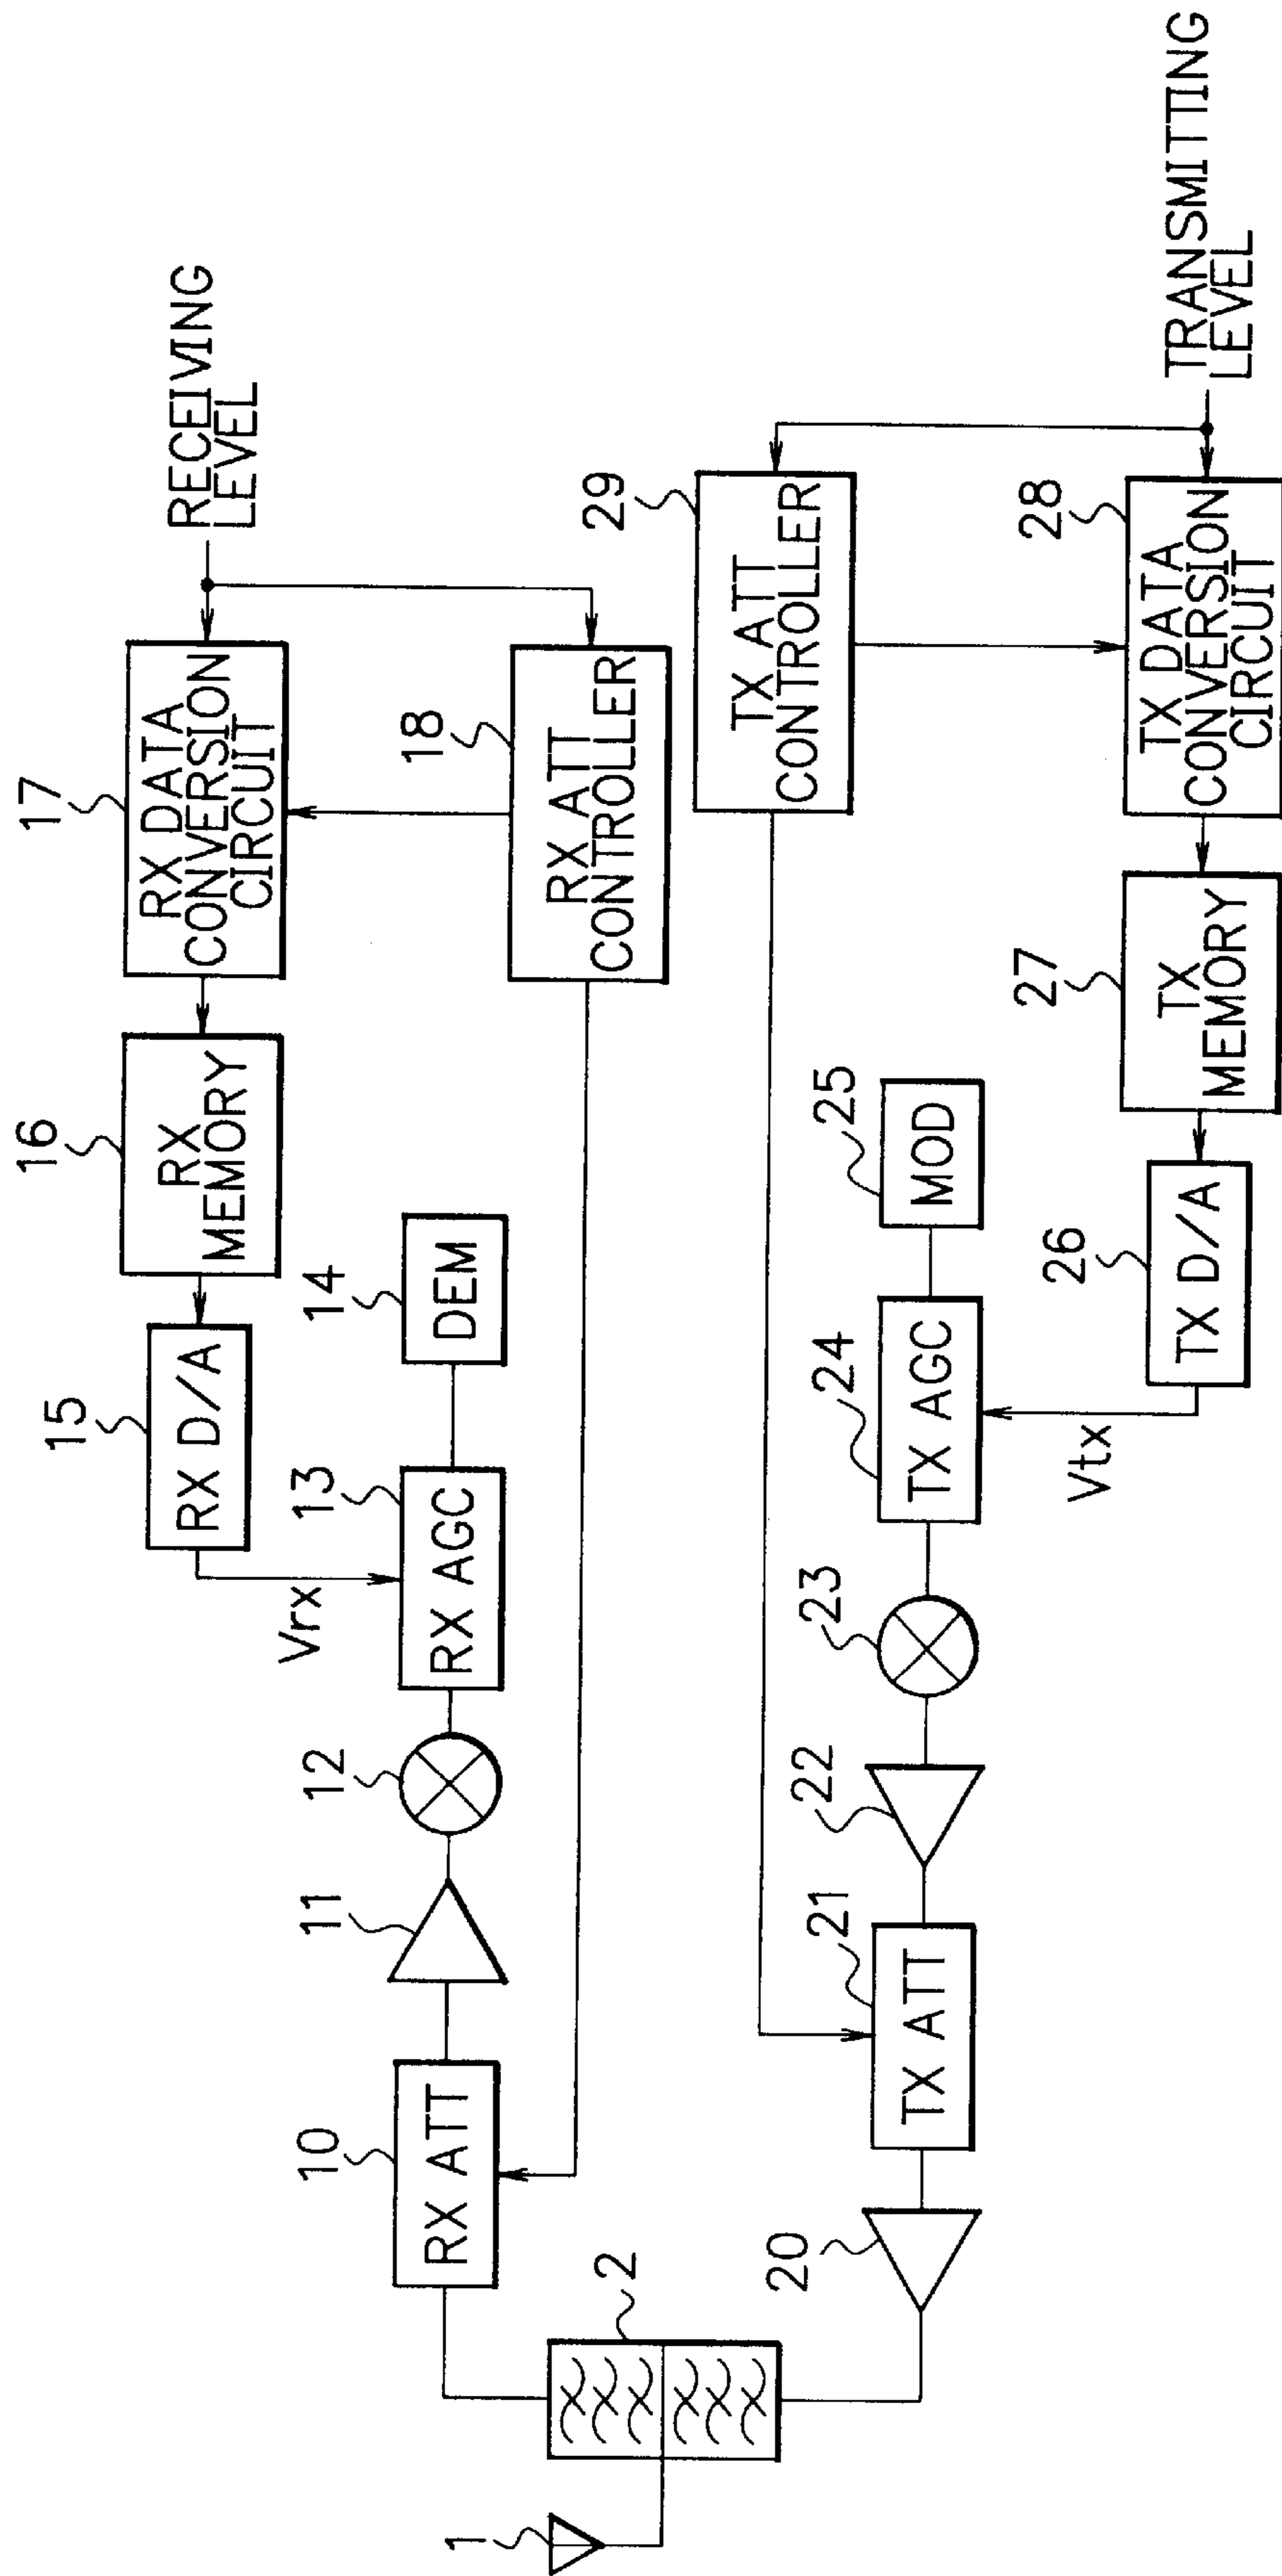 RECEIVING
LEVEL
17
RX DATA
CONVERSION
CIRCUIT
16
RX
MEMORY
15
RX D/A
Vrx
18
RX ATT
CONTROLLER
14
DEM
13
RX AGC
12
11
10
RX ATT
2
1
29
TX ATT
CONTROLLER
TRANSMITTING
LEVEL
28
TX DATA
CONVERSION
CIRCUIT
27
TX
MEMORY
26
TX D/A
Vtx
25
MOD
24
TX AGC
23
22
21
TX ATT
20